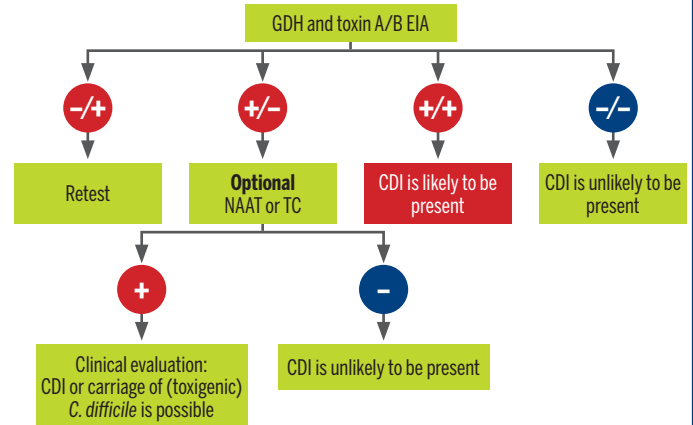 GDH and toxin A/B EIA
–/+
+/–
+/+
–/–
Retest
Optional
NAAT or TC
CDI is likely to be
present
CDI is unlikely to be
present
+
–
Clinical evaluation:
CDI or carriage of (toxigenic)
C. difficile is possible
CDI is unlikely to be present